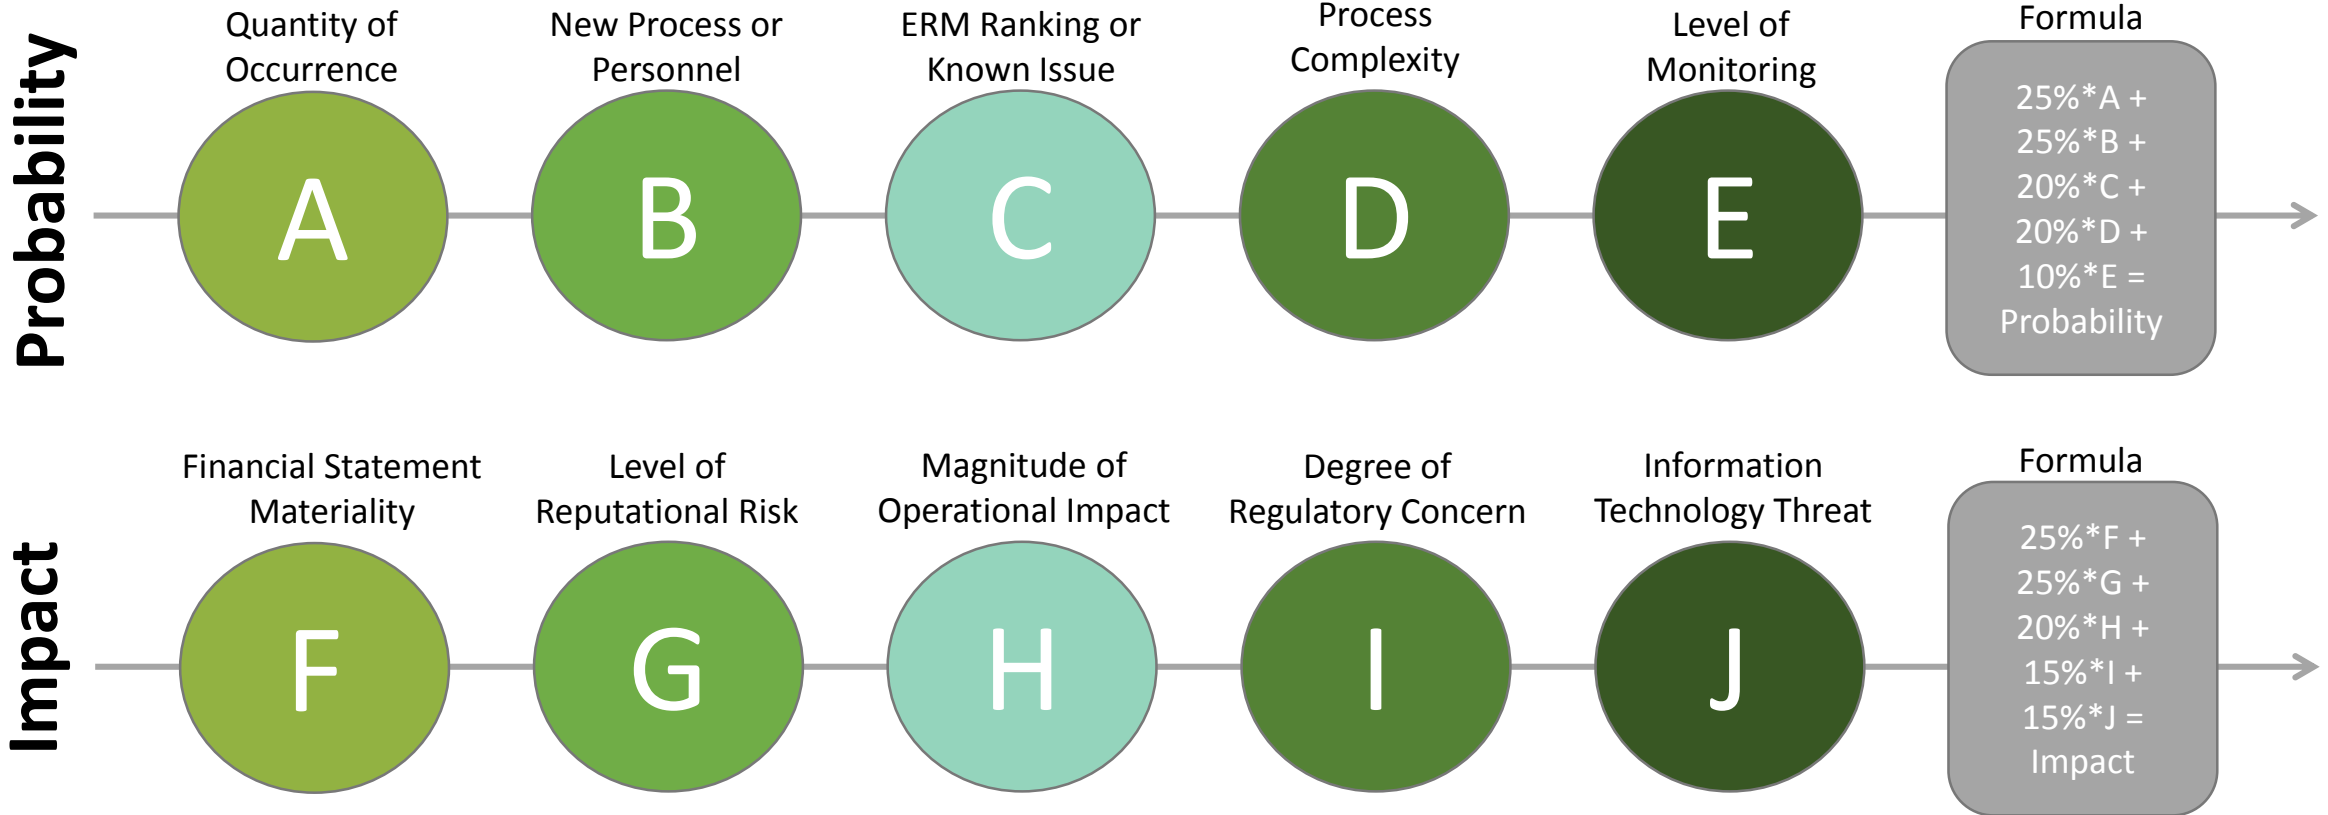 Probability
Quantity of
Occurrence
A
New Process or
Personnel
B
ERM Ranking or
Known Issue
C
Process
Complexity
D
Level of
Monitoring
E
Formula
25%*A +
25%*B +
20%*C +
20%*D +
10%*E =
Probability
Impact
Financial Statement
Materiality
F
Level of
Reputational Risk
G
Magnitude of
Operational Impact
H
Degree of
Regulatory Concern
I
Information
Technology Threat
J
Formula
25%*F +
25%*G +
20%*H +
15%*I +
15%*J =
Impact